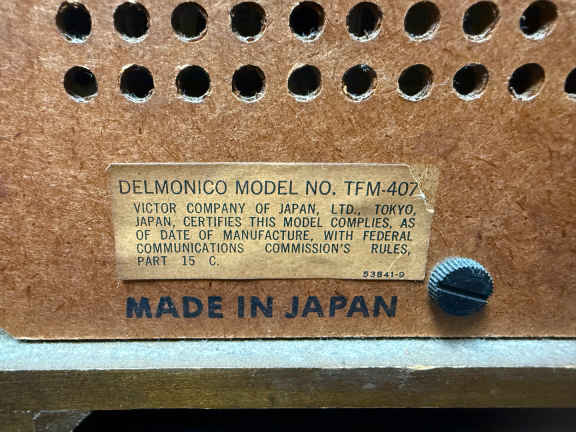 DELMONICO MODEL NO. TFM-407
VICTOR COMPANY OF JAPAN, LTD., TOKYO,
JAPAN, CERTIFIES THIS MODEL COMPLIES, AS
OF DATE OF MANUFACTURE, WITH FEDERAL
COMMUNICATIONS COMMISSION'S RULES,
PART 15 C.
53841-9
MADE IN JAPAN